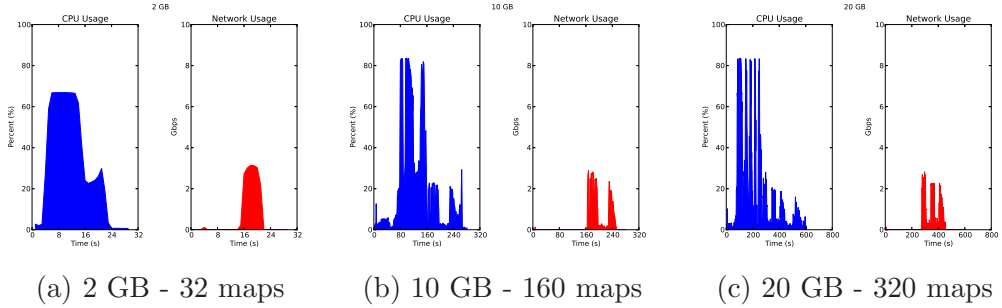 2 GB
CPU Usage
Network Usage
100
80
60
40
20
0
Percent (%)
0 8 16 24 32
Time (s)
10
8
6
4
2
0
Gbps
0 8 16 24 32
Time (s)
10 GB
CPU Usage
Network Usage
100
80
60
40
20
0
Percent (%)
0 80 160 240 320
Time (s)
10
8
6
4
2
0
Gbps
0 80 160 240 320
Time (s)
20 GB
CPU Usage
Network Usage
100
80
60
40
20
0
Percent (%)
0 200 400 600 800
Time (s)
10
8
6
4
2
0
Gbps
0 200 400 600 800
Time (s)
(a) 2 GB - 32 maps
(b) 10 GB - 160 maps
(c) 20 GB - 320 maps